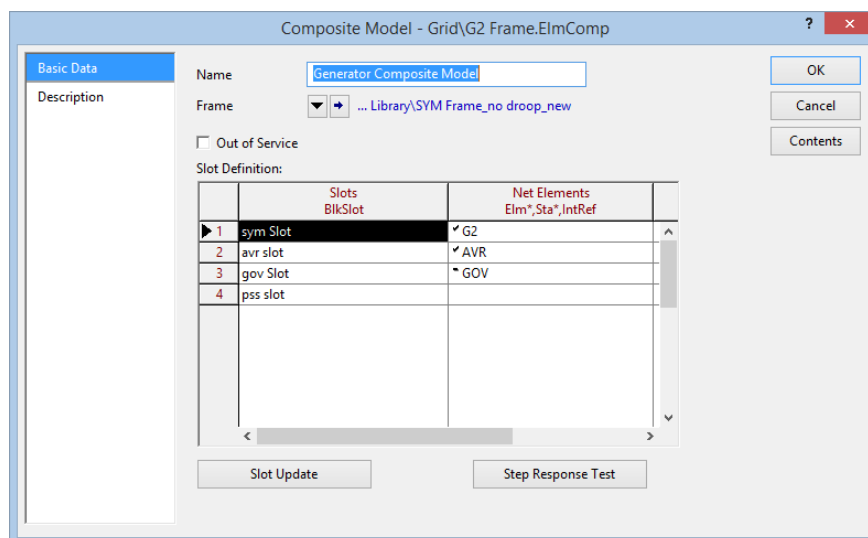 Composite Model - Grid\G2 Frame.ElmComp
? ×
Basic Data
Description
Name
Generator Composite Model
Frame
... Library\SYM Frame_no droop_new
Out of Service
Slot Definition:
Slots
BlkSlot
Net Elements
Elm*,Sta*,IntRef
1 sym Slot G2
2 avr slot AVR
3 gov Slot GOV
4 pss slot
Slot Update
Step Response Test
OK
Cancel
Contents